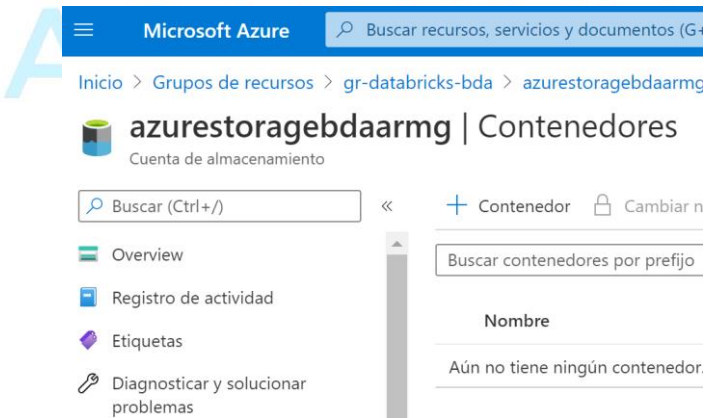 Microsoft Azure
Buscar recursos, servicios y documentos (G+
Inicio > Grupos de recursos > gr-databricks-bda > azurestoragebdaarmg
azurestoragebdaarmg | Contenedores
Cuenta de almacenamiento
Buscar (Ctrl+/)
«
+ Contenedor
Cambiar n
Overview
Buscar contenedores por prefijo
Registro de actividad
Nombre
Etiquetas
Aún no tiene ningún contenedor.
Diagnosticar y solucionar
problemas